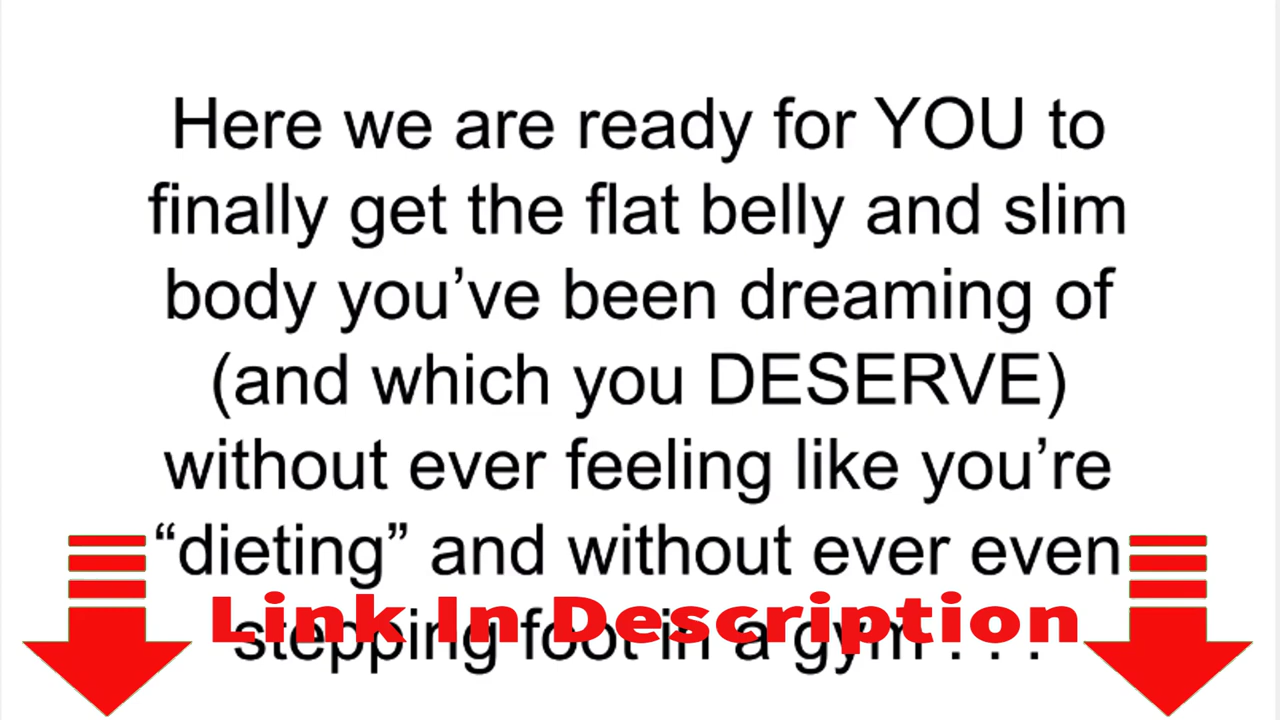 Here we are ready for YOU to
finally get the flat belly and slim
body you’ve been dreaming of
(and which you DESERVE)
without ever feeling like you’re
“dieting” and without ever even
Link In Description
stepping foot in a gym . . .